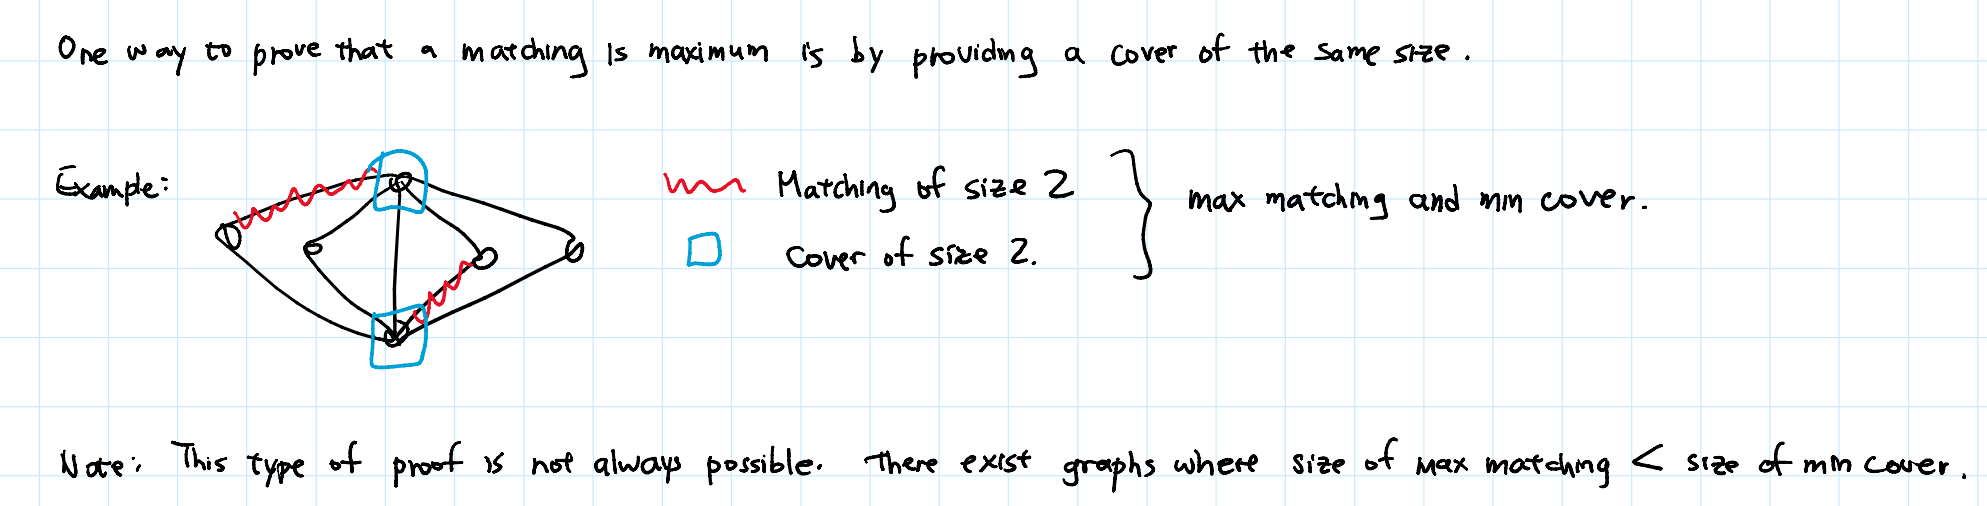 One way to prove that a matching is maximum is by providing a cover of the same size.
Example:
Matching of size 2
cover of size 2.
max matching and min cover.
Note: This type of proof is not always possible. There exist graphs where size of max matching < size of min cover.